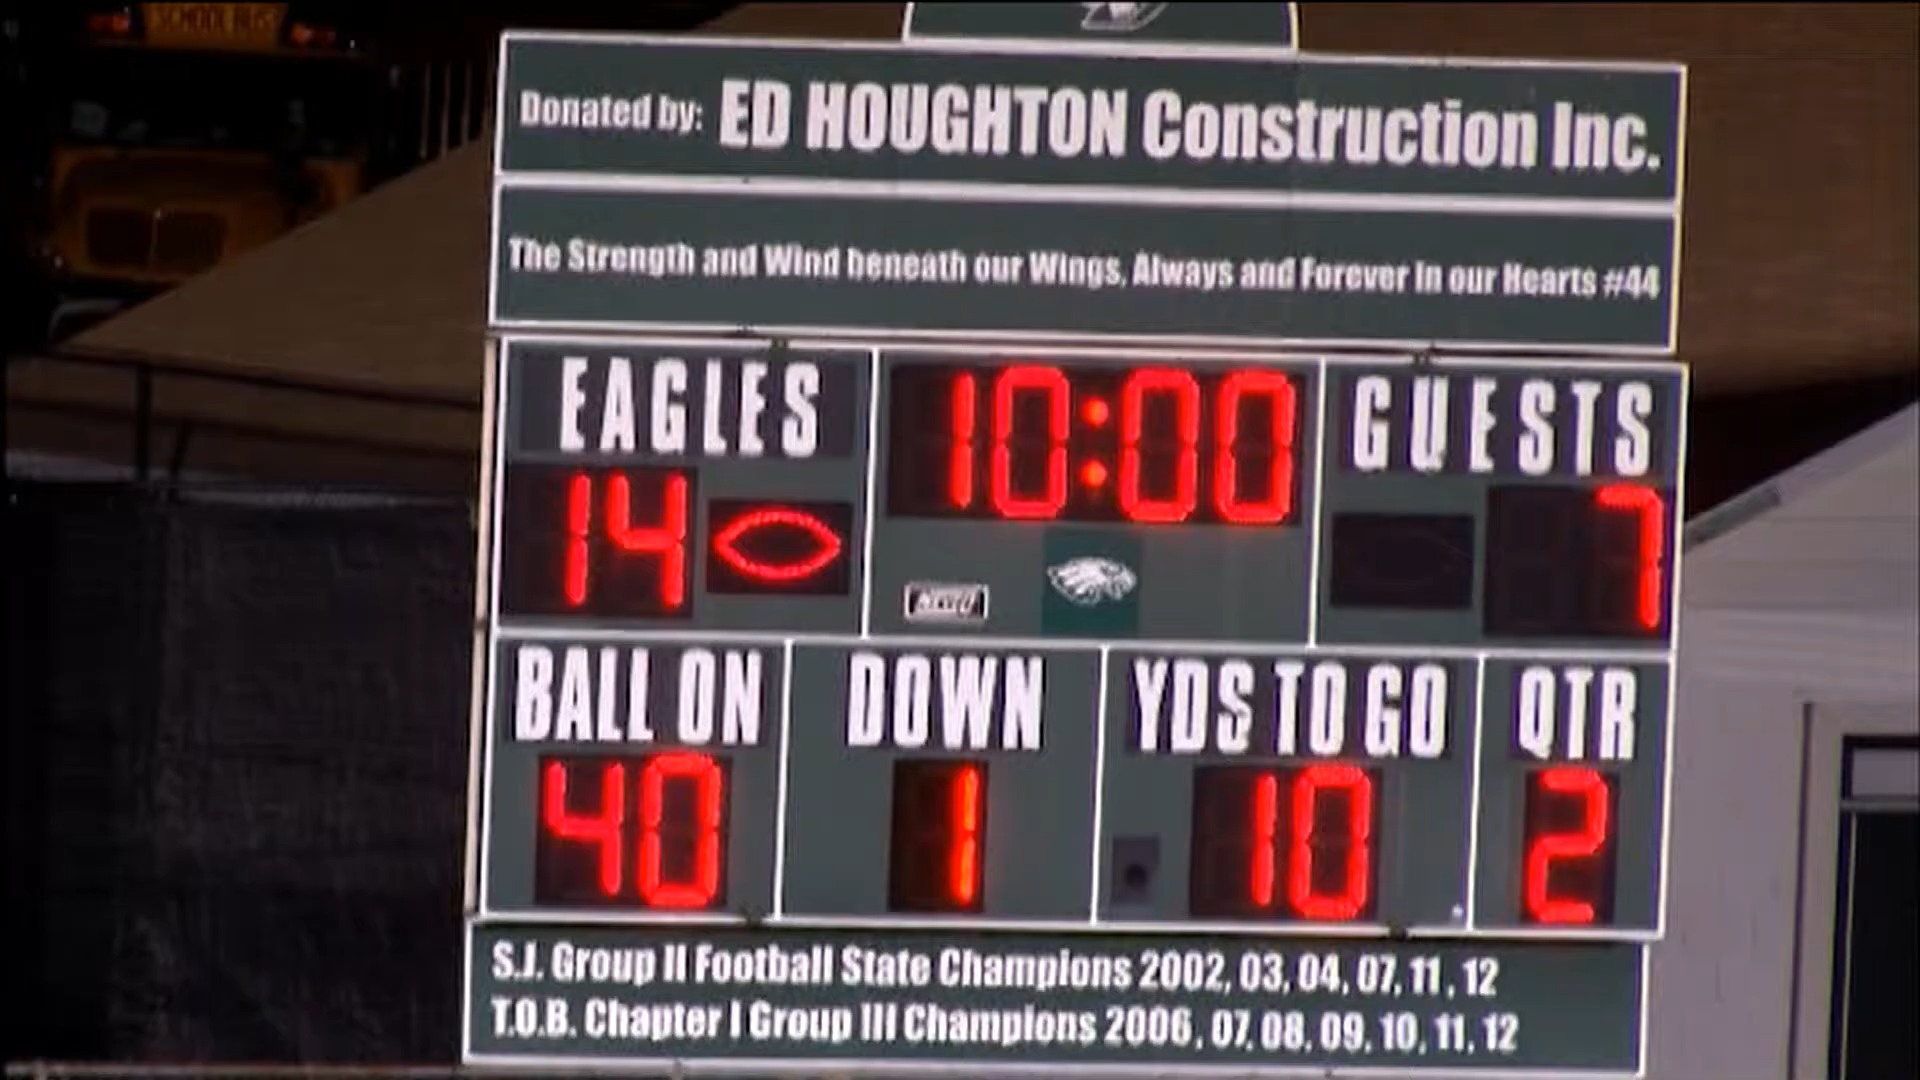 SCHOOL BUS
Donated by: ED HOUGHTON Construction Inc.
The Strength and Wind beneath our Wings, Always and Forever in our Hearts #44
EAGLES 10:00 GUESTS
14 7
BALL ON DOWN YDS TO GO QTR
40 1 10 2
S.J. Group II Football State Champions 2002, 03, 04, 07, 11, 12
T.O.B. Chapter I Group III Champions 2006, 07, 08, 09, 10, 11, 12